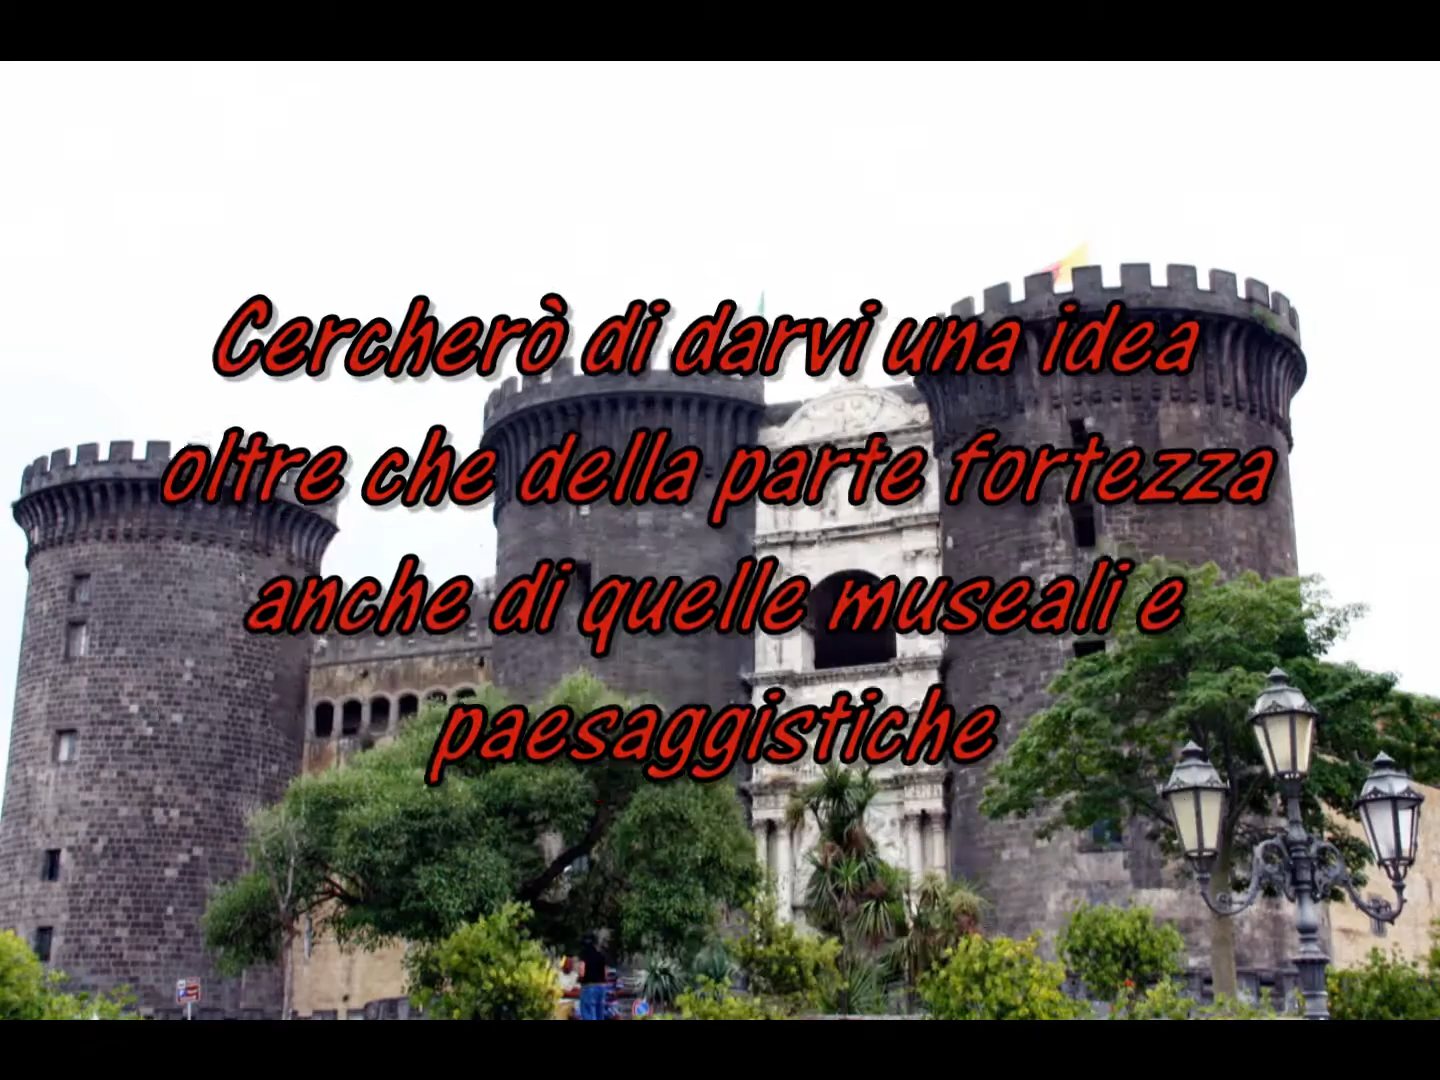 Cercherò di darvi una idea
oltre che della parte fortezza
anche di quelle museali e
paesaggistiche